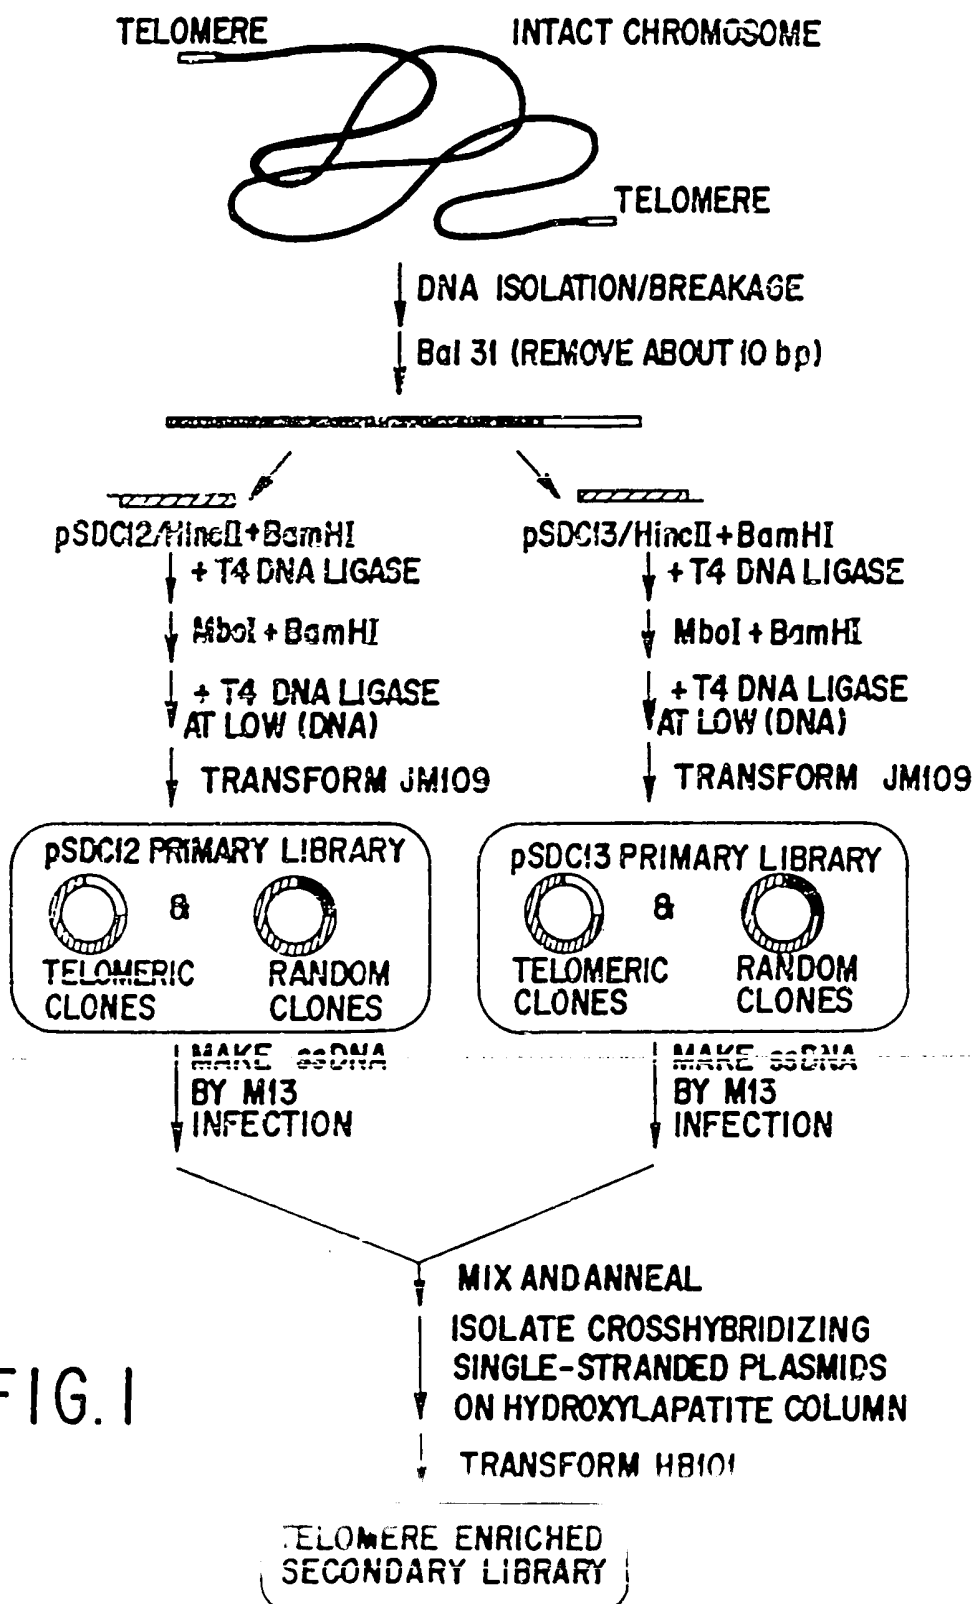 TELOMERE
INTACT CHROMOSOME
TELOMERE
DNA ISOLATION/BREAKAGE
Bal 31 (REMOVE ABOUT 10 bp)
pSDC12/HincII+BamHI
+ T4 DNA LIGASE
MboI + BamHI
+ T4 DNA LIGASE
AT LOW (DNA)
TRANSFORM JM109
pSDC12 PRIMARY LIBRARY
&
TELOMERIC
CLONES
RANDOM
CLONES
MAKE ssDNA
BY M13
INFECTION
pSDC13/HincII+BamHI
+ T4 DNA LIGASE
MboI + BamHI
+ T4 DNA LIGASE
AT LOW (DNA)
TRANSFORM JM109
pSDC13 PRIMARY LIBRARY
&
TELOMERIC
CLONES
RANDOM
CLONES
MAKE ssDNA
BY M13
INFECTION
MIX AND ANNEAL
ISOLATE CROSSHYBRIDIZING
SINGLE-STRANDED PLASMIDS
ON HYDROXYLAPATITE COLUMN
TRANSFORM HB101
TELOMERE ENRICHED
SECONDARY LIBRARY
FIG. 1